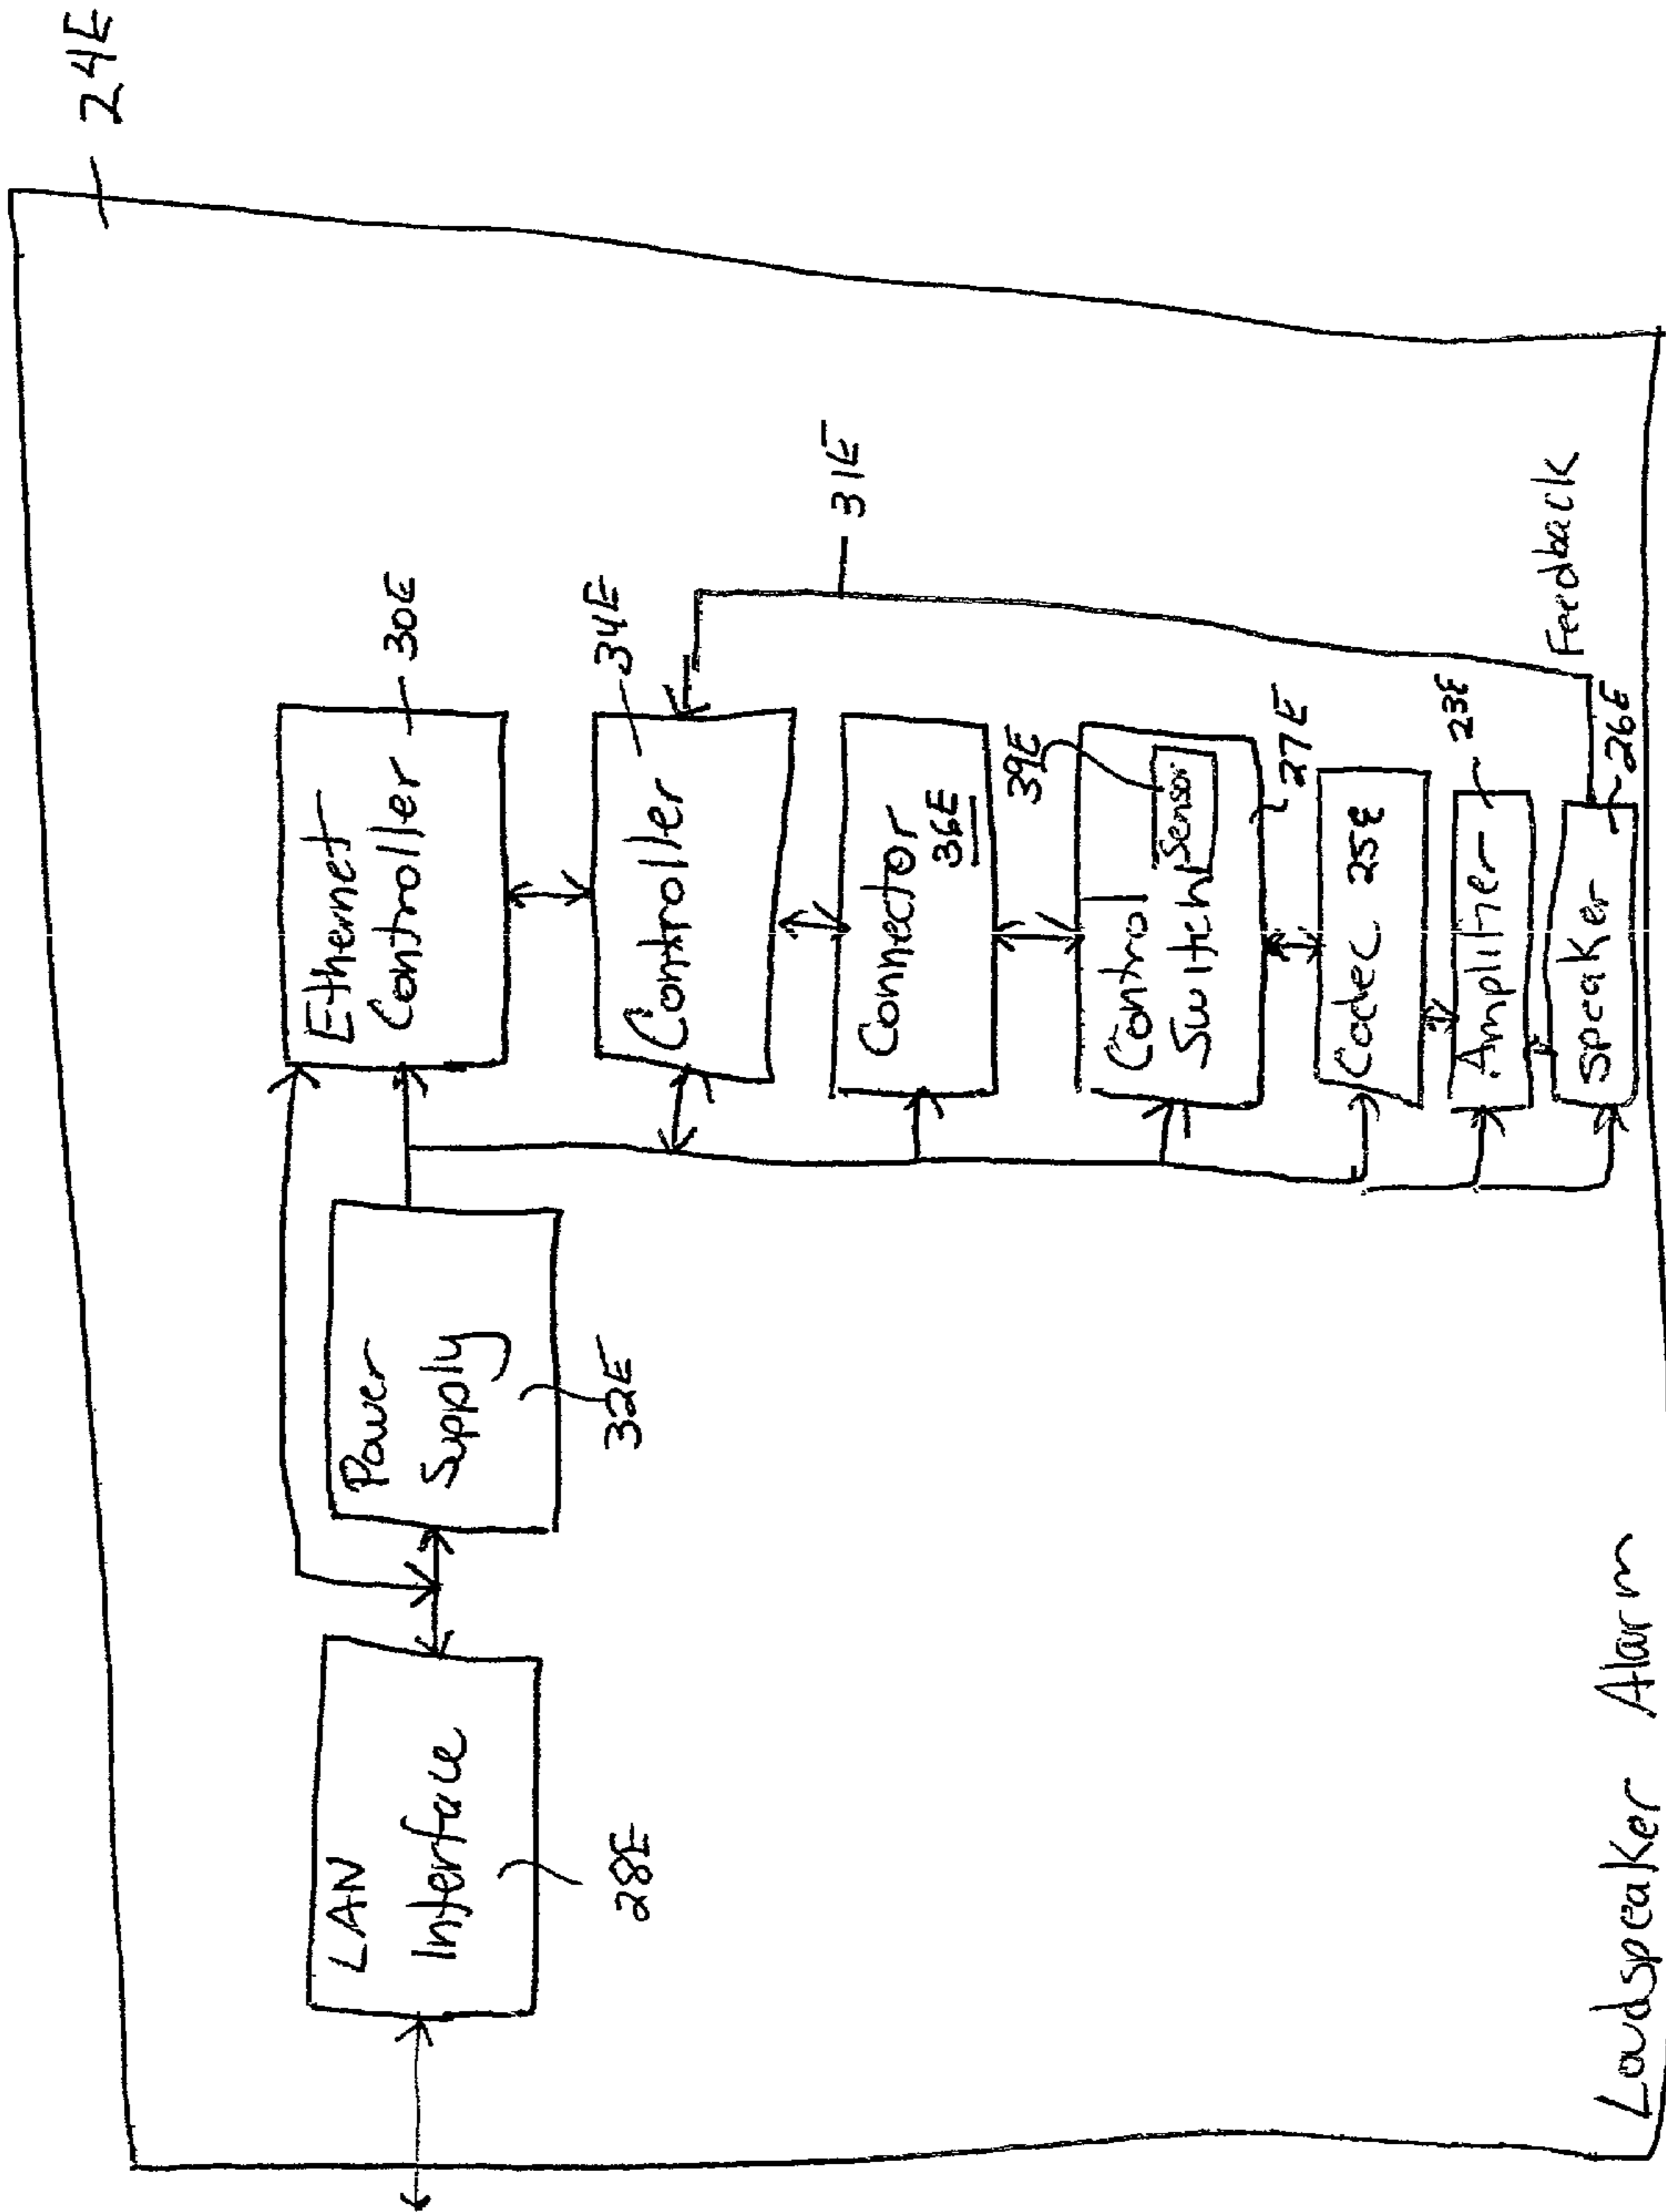 24E
Ethernet
Controller
30E
LAN
Interface
28E
Power
Supply
32E
Controller
34E
31E
Connector
36E
39E
Control
Switch
Sensor
27E
Codec 25E
Amplifier
23E
Speaker
26E
Feedback
Loudspeaker Alarm